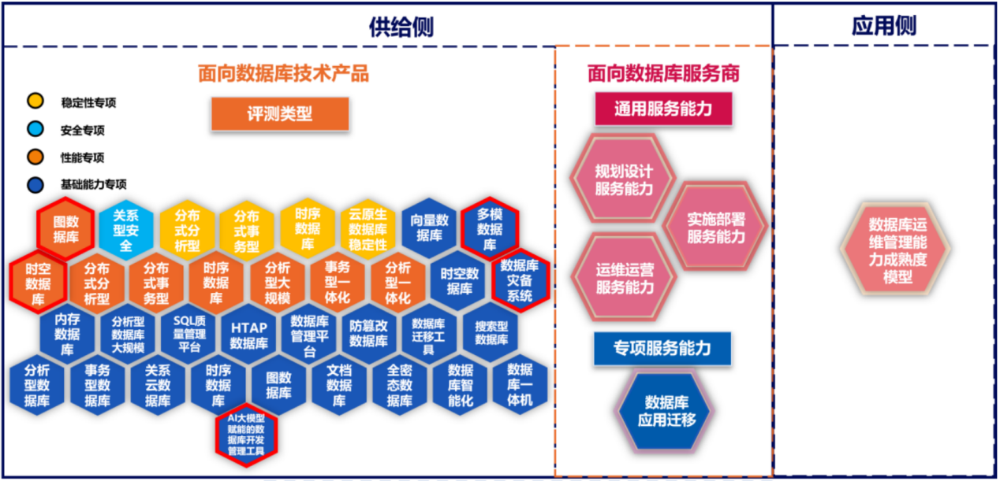 供给侧
应用侧
面向数据库技术产品
评测类型
稳定性专项
安全专项
性能专项
基础能力专项
图数
据库
关系
型安
全
分布
式分
析型
分布
式事
务型
时序
数据
库
云原生
数据库
稳定性
向量数
据库
多模
数据
库
时空
数据
库
分布
式分
析型
分布
式事
务型
时序
数据
库
分析
型大
规模
事务
型一
体化
分析
型一
体化
时空数
据库
数据库
灾备
系统
内存
数据
库
分析型
数据库
大规模
SQL质
量管理
平台
HTAP
数据库
数据库
管理平
台
防篡改
数据库
数据库
迁移工
具
搜索型
数据库
分析
型数
据库
事务
型数
据库
关系
云数
据库
时序
数据
库
图数
据库
文档
数据
库
全密
态数
据库
数据
库智
能化
数据
库一
体机
AI大模型
赋能的数
据库开发
管理工具
面向数据库服务商
通用服务能力
规划设计
服务能力
实施部署
服务能力
运维运营
服务能力
专项服务能力
数据库
应用迁移
数据库运
维管理能
力成熟度
模型